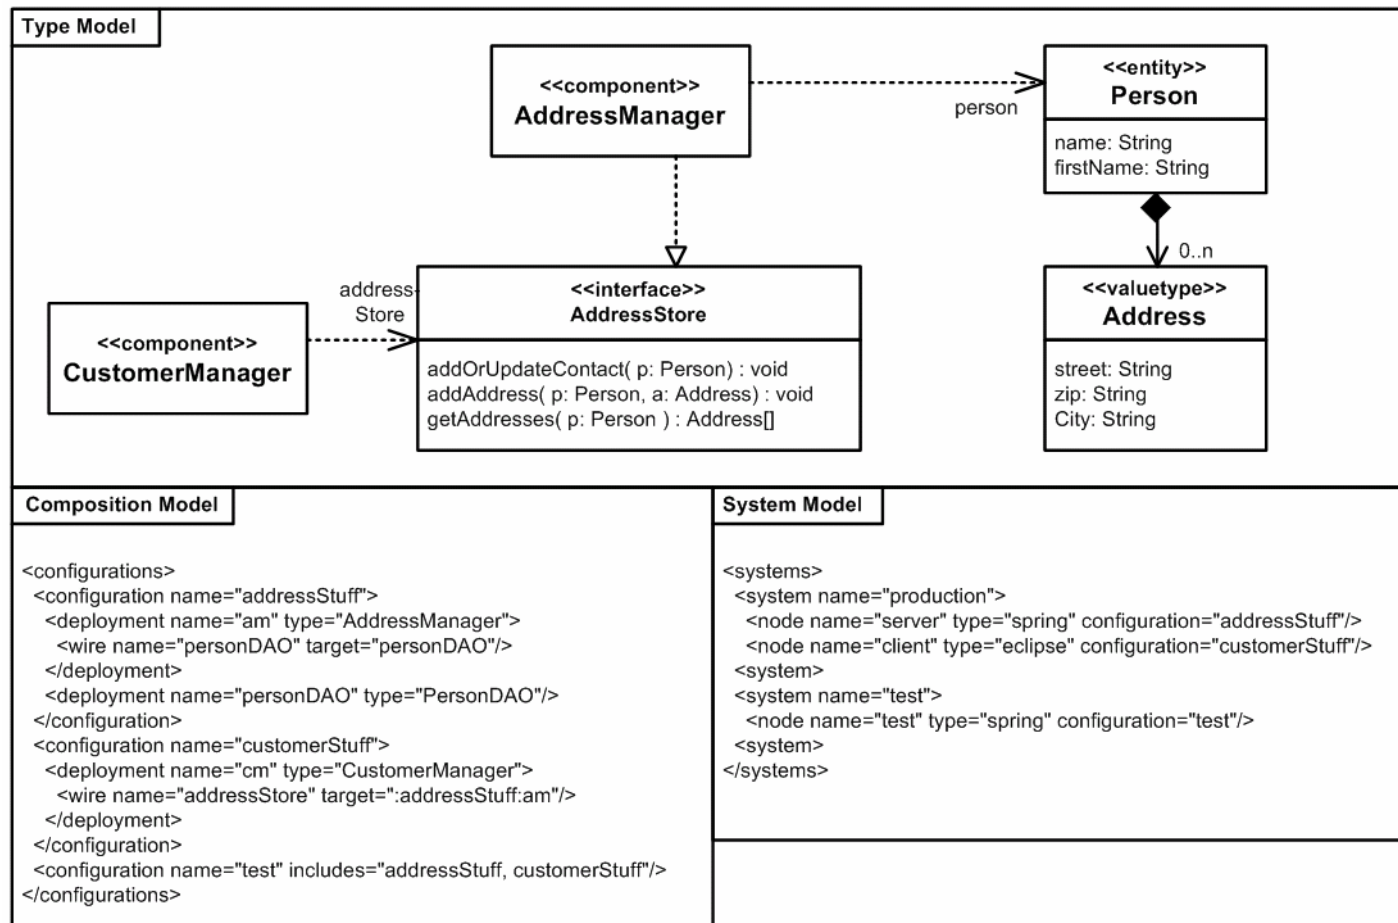 Type Model
<<component>>
AddressManager
person
<<entity>>
Person
name: String
firstName: String
0..n
<<valuetype>>
Address
street: String
zip: String
City: String
<<component>>
CustomerManager
address-
Store
<<interface>>
AddressStore
addOrUpdateContact( p: Person) : void
addAddress( p: Person, a: Address) : void
getAddresses( p: Person ) : Address[]
Composition Model
<configurations>
<configuration name="addressStuff">
<deployment name="am" type="AddressManager">
<wire name="personDAO" target="personDAO"/>
</deployment>
<deployment name="personDAO" type="PersonDAO"/>
</configuration>
<configuration name="customerStuff">
<deployment name="cm" type="CustomerManager">
<wire name="addressStore" target=":addressStuff:am"/>
</deployment>
</configuration>
<configuration name="test" includes="addressStuff, customerStuff"/>
</configurations>
System Model
<systems>
<system name="production">
<node name="server" type="spring" configuration="addressStuff"/>
<node name="client" type="eclipse" configuration="customerStuff"/>
<system>
<system name="test">
<node name="test" type="spring" configuration="test"/>
<system>
</systems>